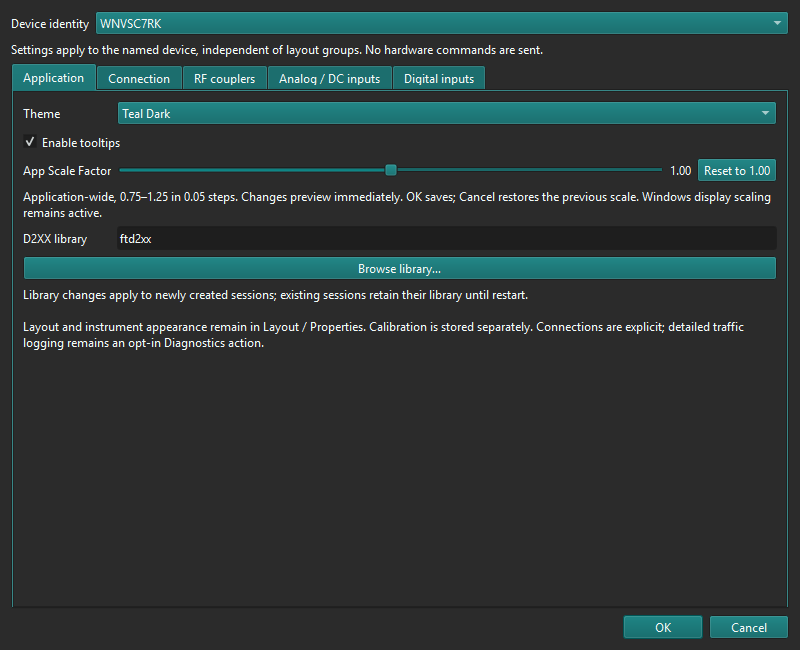 Device identity WNVSC7RK
Settings apply to the named device, independent of layout groups. No hardware commands are sent.
Application Connection RF couplers Analog / DC inputs Digital inputs
Theme Teal Dark
Enable tooltips
App Scale Factor 1.00 Reset to 1.00
Application-wide, 0.75–1.25 in 0.05 steps. Changes preview immediately. OK saves; Cancel restores the previous scale. Windows display scaling
remains active.
D2XX library ftd2xx
Browse library...
Library changes apply to newly created sessions; existing sessions retain their library until restart.
Layout and instrument appearance remain in Layout / Properties. Calibration is stored separately. Connections are explicit; detailed traffic
logging remains an opt-in Diagnostics action.
OK Cancel